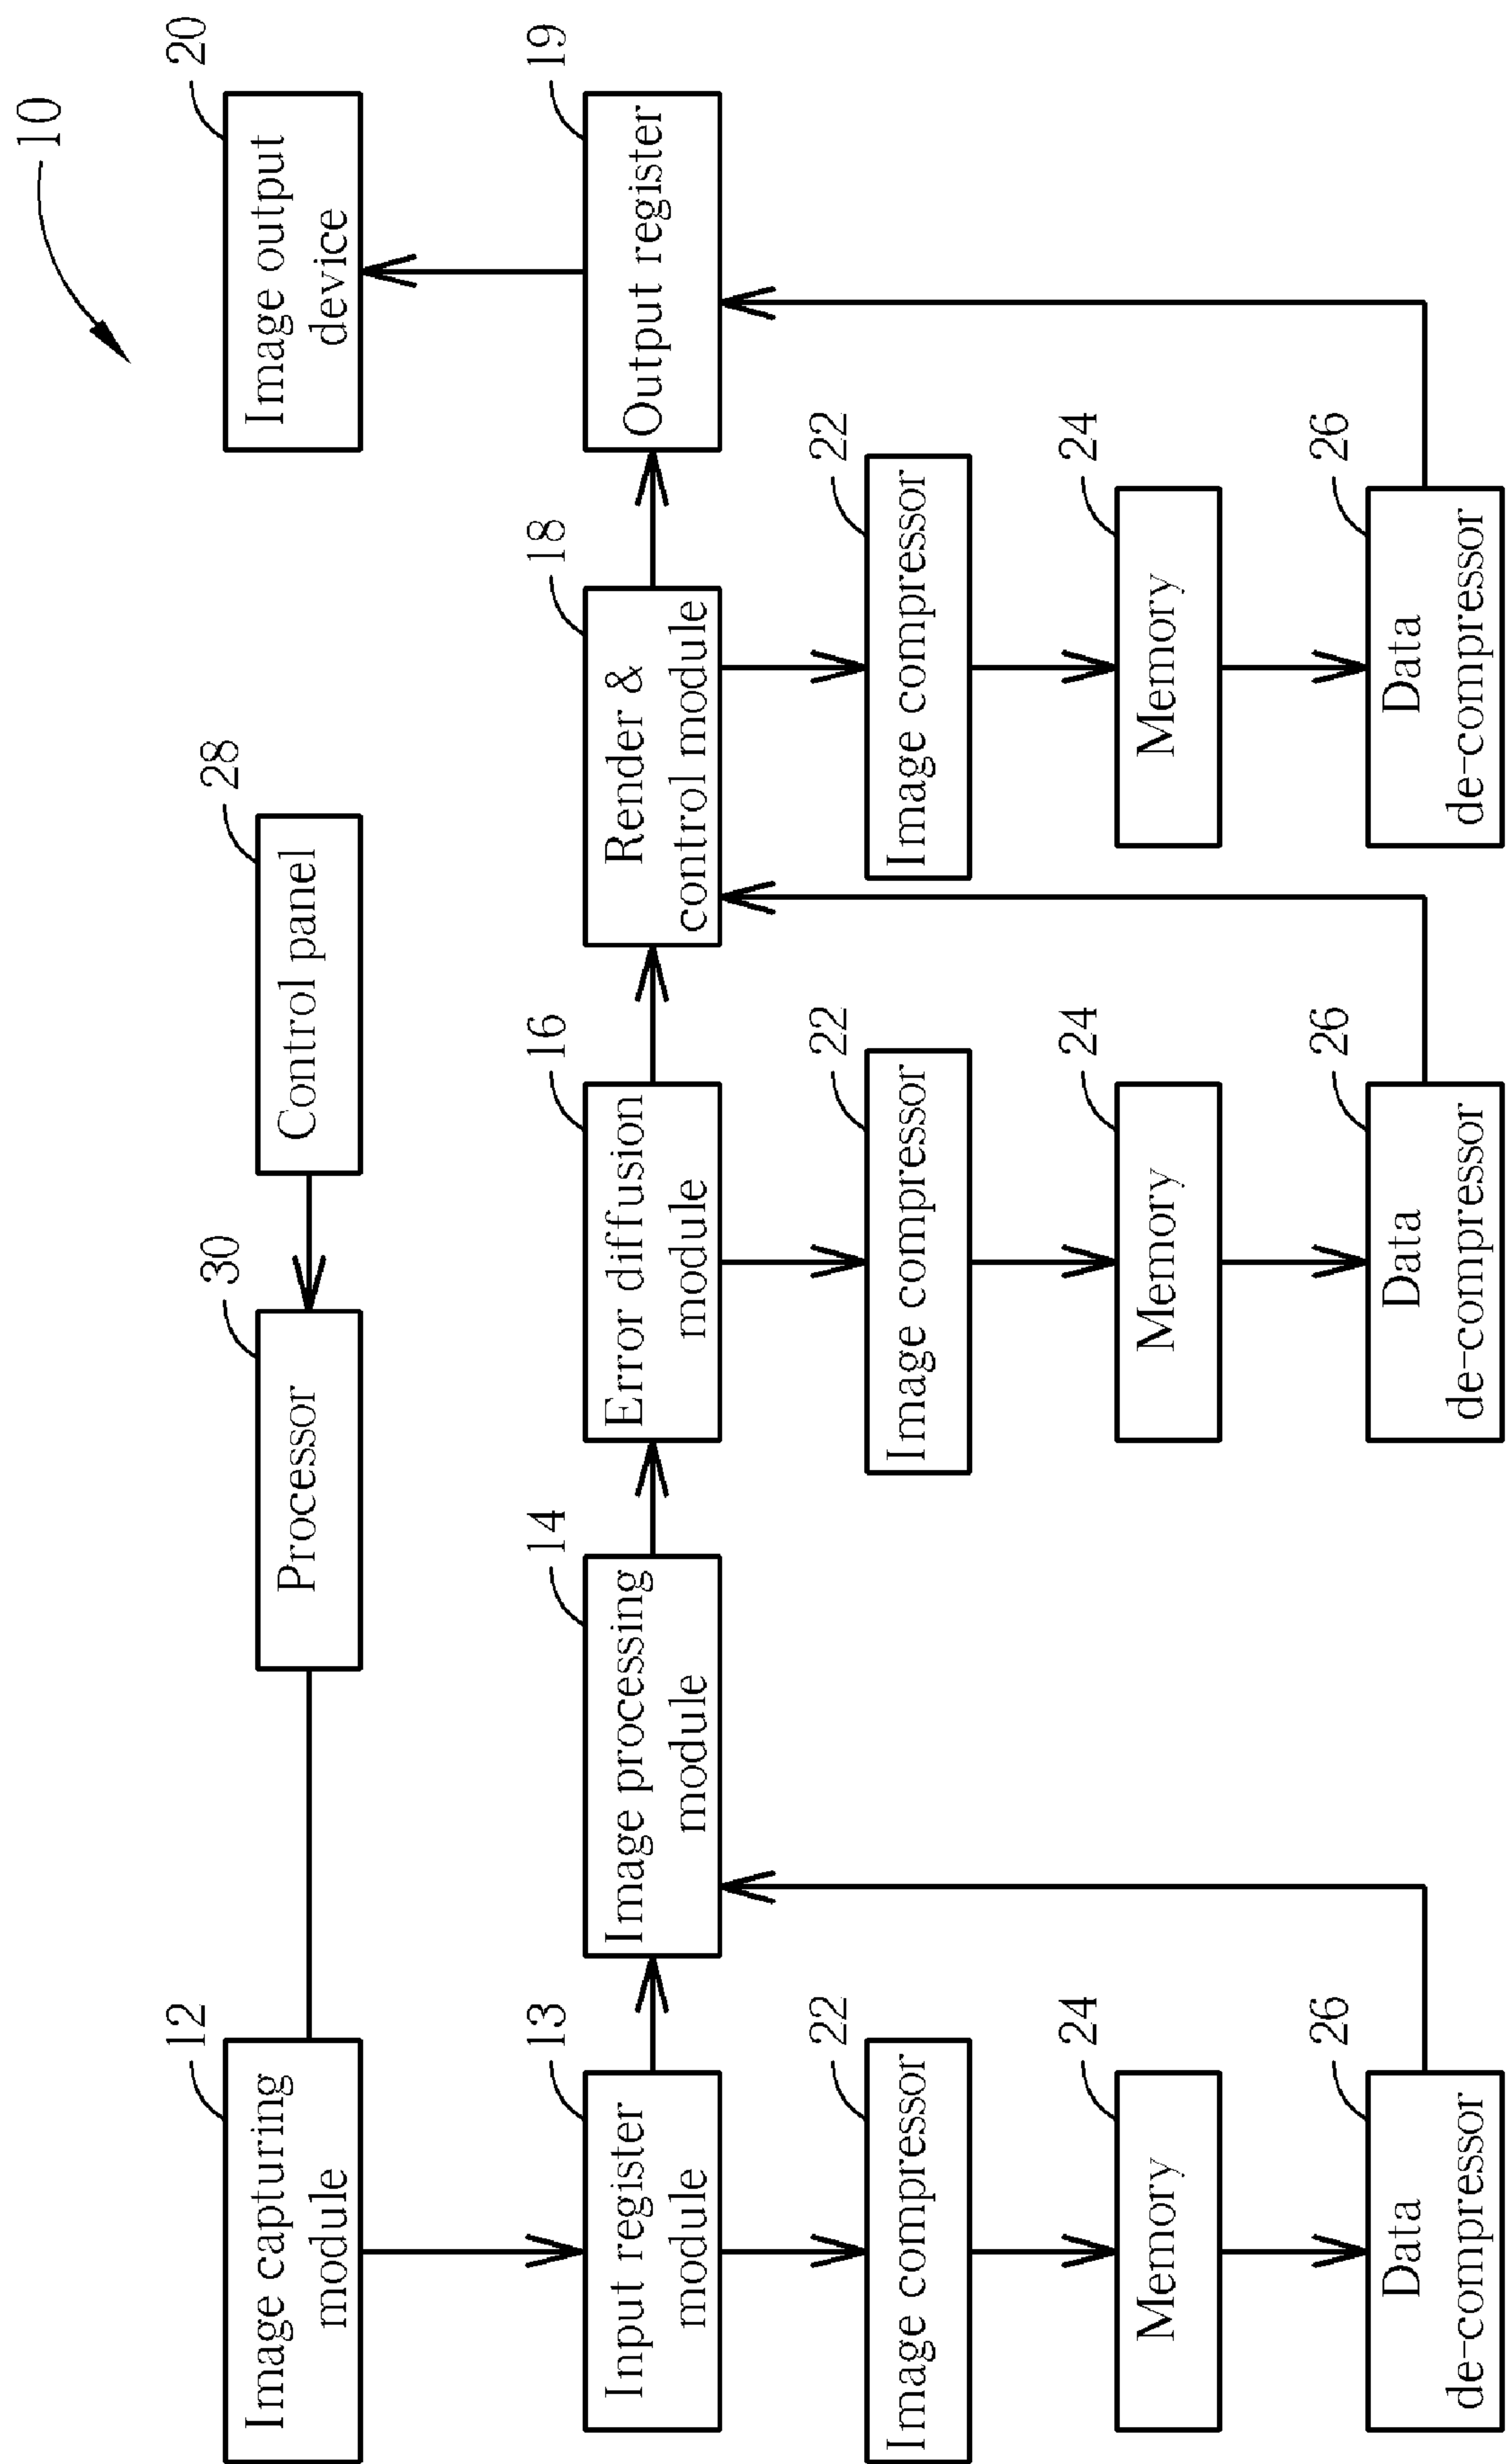 10
12
Image capturing
module
30
Processor
28
Control panel
20
Image output
device
13
Input register
module
14
Image processing
module
16
Error diffusion
module
18
Render &
control module
19
Output register
22
Image compressor
22
Image compressor
22
Image compressor
24
Memory
24
Memory
24
Memory
26
Data
de-compressor
26
Data
de-compressor
26
Data
de-compressor